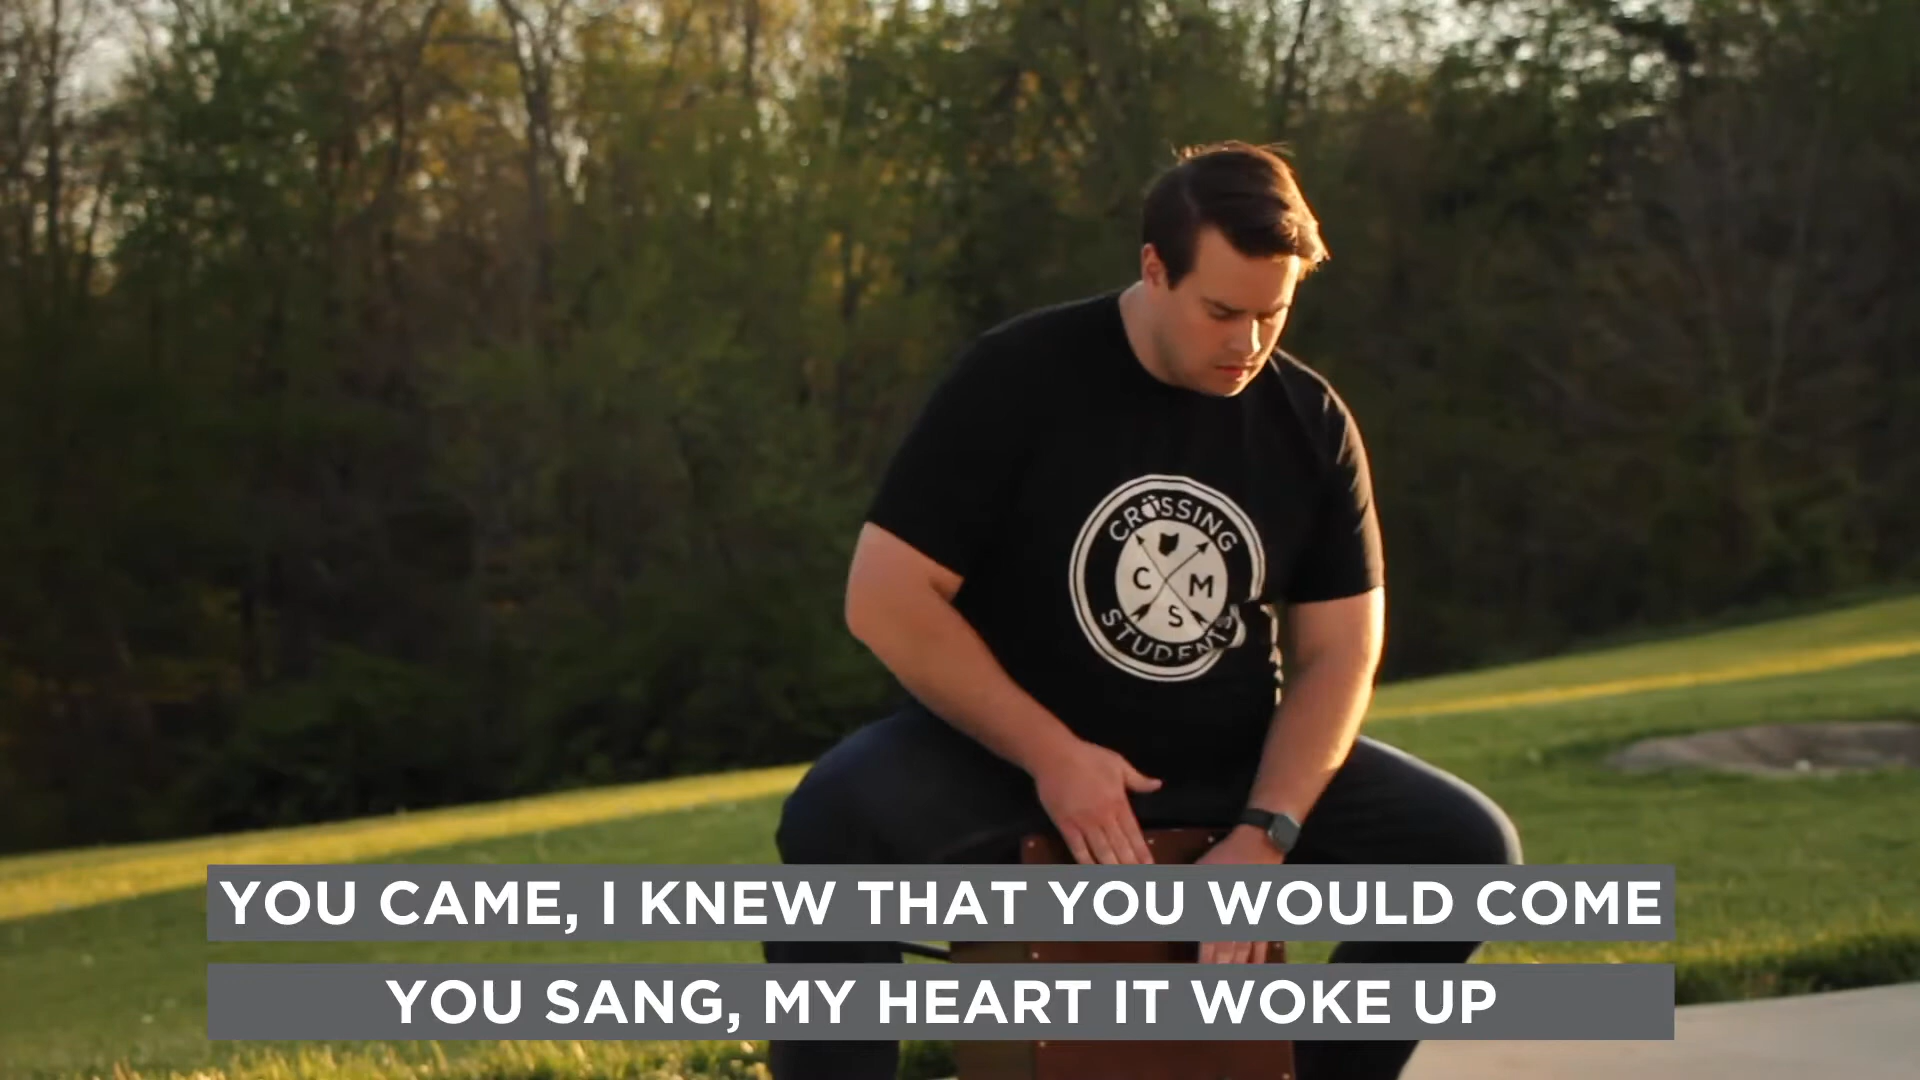 CROSSING
C M
S
STUDENTS
YOU CAME, I KNEW THAT YOU WOULD COME
YOU SANG, MY HEART IT WOKE UP